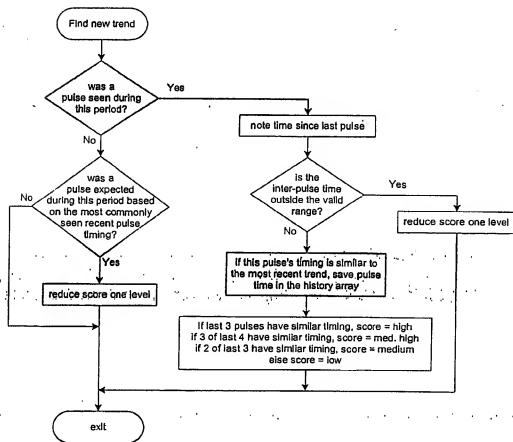 Find new trend
was a
pulse seen during
this period?
Yes
No
note time since last pulse
was a
pulse expected
during this period based
on the most commonly
seen recent pulse
timing?
No
Yes
reduce score one level
is the
inter-pulse time
outside the valid
range?
Yes
No
reduce score one level
If this pulse's timing is similar to
the most recent trend, save pulse
time in the history array
If last 3 pulses have similar timing, score = high
if 3 of last 4 have similar timing, score = med. high
if 2 of last 3 have similar timing, score = medium
else score = low
exit